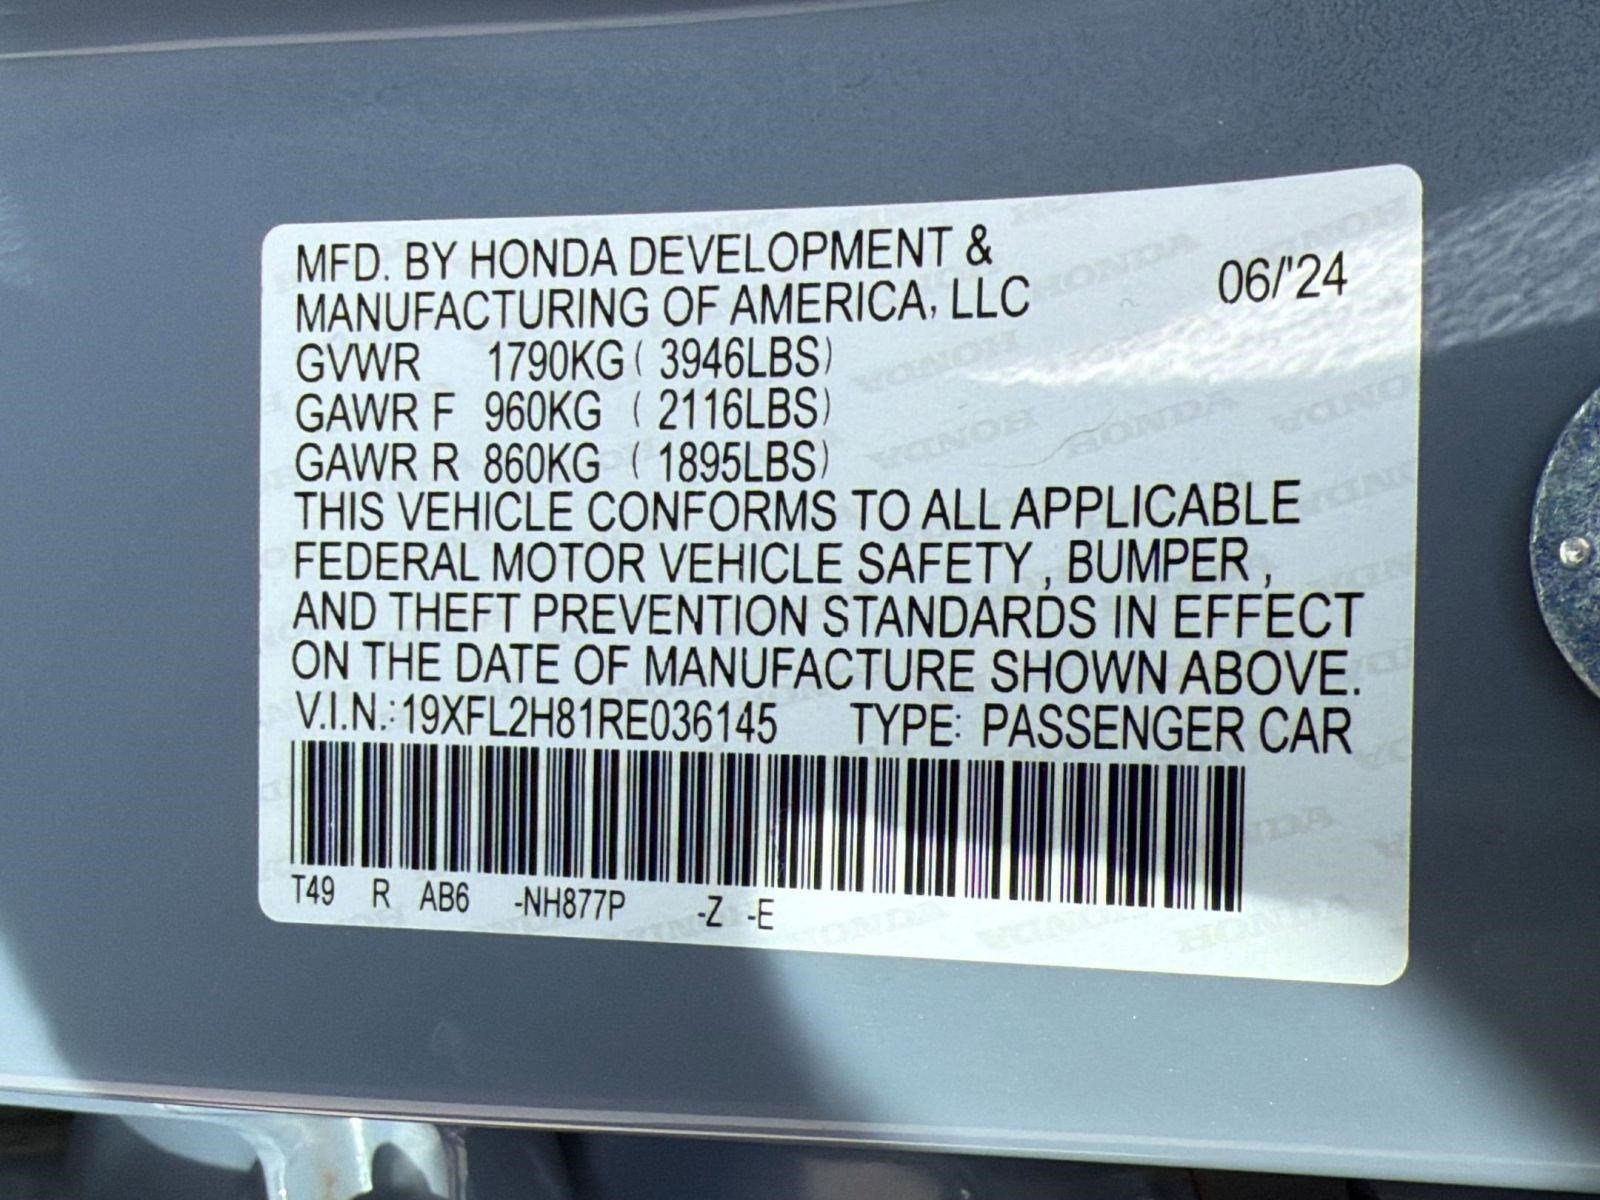 MFD. BY HONDA DEVELOPMENT &
MANUFACTURING OF AMERICA, LLC 06/'24
GVWR 1790KG ( 3946LBS)
GAWR F 960KG ( 2116LBS)
GAWR R 860KG ( 1895LBS)
THIS VEHICLE CONFORMS TO ALL APPLICABLE
FEDERAL MOTOR VEHICLE SAFETY , BUMPER ,
AND THEFT PREVENTION STANDARDS IN EFFECT
ON THE DATE OF MANUFACTURE SHOWN ABOVE.
V.I.N.: 19XFL2H81RE036145 TYPE: PASSENGER CAR
T49 R AB6 -NH877P -Z -E